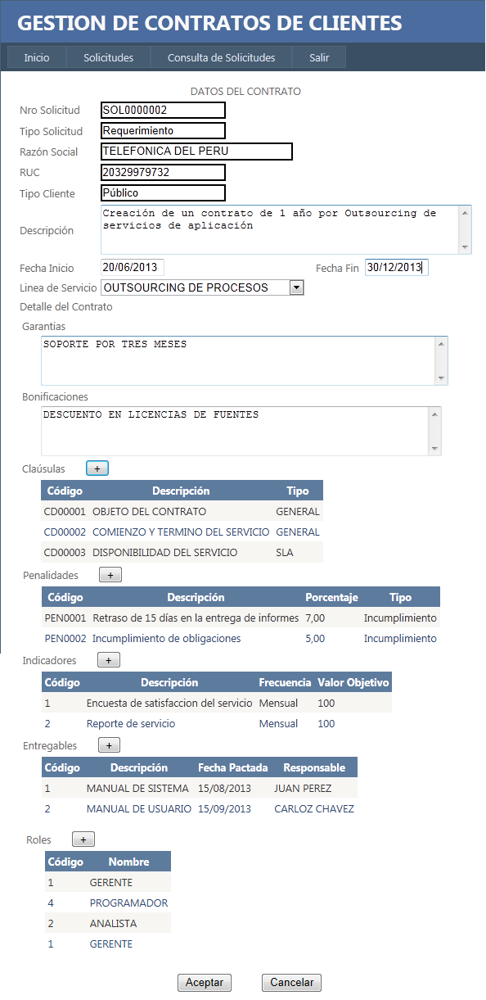 GESTION DE CONTRATOS DE CLIENTES
Inicio Solicitudes Consulta de Solicitudes Salir
DATOS DEL CONTRATO
Nro Solicitud SOL0000002
Tipo Solicitud Requerimiento
Razón Social TELEFONICA DEL PERU
RUC 20329979732
Tipo Cliente Público
Descripción Creación de un contrato de 1 año por Outsourcing de
servicios de aplicación
Fecha Inicio 20/06/2013 Fecha Fin 30/12/2013
Linea de Servicio OUTSOURCING DE PROCESOS
Detalle del Contrato
Garantias
SOPORTE POR TRES MESES
Bonificaciones
DESCUENTO EN LICENCIAS DE FUENTES
Claúsulas +
Código Descripción Tipo
CD00001 OBJETO DEL CONTRATO GENERAL
CD00002 COMIENZO Y TERMINO DEL SERVICIO GENERAL
CD00003 DISPONIBILIDAD DEL SERVICIO SLA
Penalidades +
Código Descripción Porcentaje Tipo
PEN0001 Retraso de 15 días en la entrega de informes 7,00 Incumplimiento
PEN0002 Incumplimiento de obligaciones 5,00 Incumplimiento
Indicadores +
Código Descripción Frecuencia Valor Objetivo
1 Encuesta de satisfaccion del servicio Mensual 100
2 Reporte de servicio Mensual 100
Entregables +
Código Descripción Fecha Pactada Responsable
1 MANUAL DE SISTEMA 15/08/2013 JUAN PEREZ
2 MANUAL DE USUARIO 15/09/2013 CARLOZ CHAVEZ
Roles +
Código Nombre
1 GERENTE
4 PROGRAMADOR
2 ANALISTA
1 GERENTE
Aceptar Cancelar